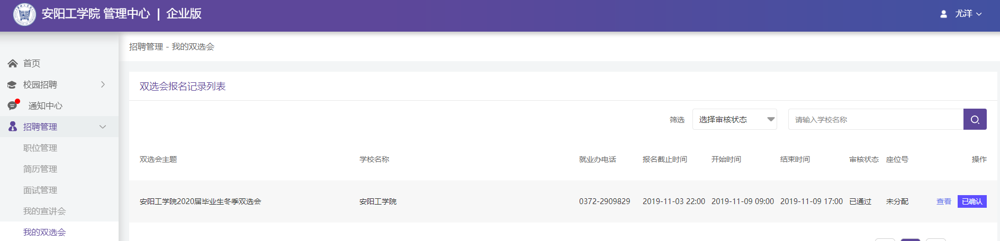 安阳工学院 管理中心 | 企业版
尤洋
招聘管理 - 我的双选会
首页
校园招聘
通知中心
招聘管理
职位管理
简历管理
面试管理
我的宣讲会
我的双选会
双选会报名记录列表
筛选 选择审核状态 请输入学校名称
双选会主题 学校名称 就业办电话 报名截止时间 开始时间 结束时间 审核状态 座位号 操作
安阳工学院2020届毕业生冬季双选会 安阳工学院 0372-2909829 2019-11-03 22:00 2019-11-09 09:00 2019-11-09 17:00 已通过 未分配 查看 已确认